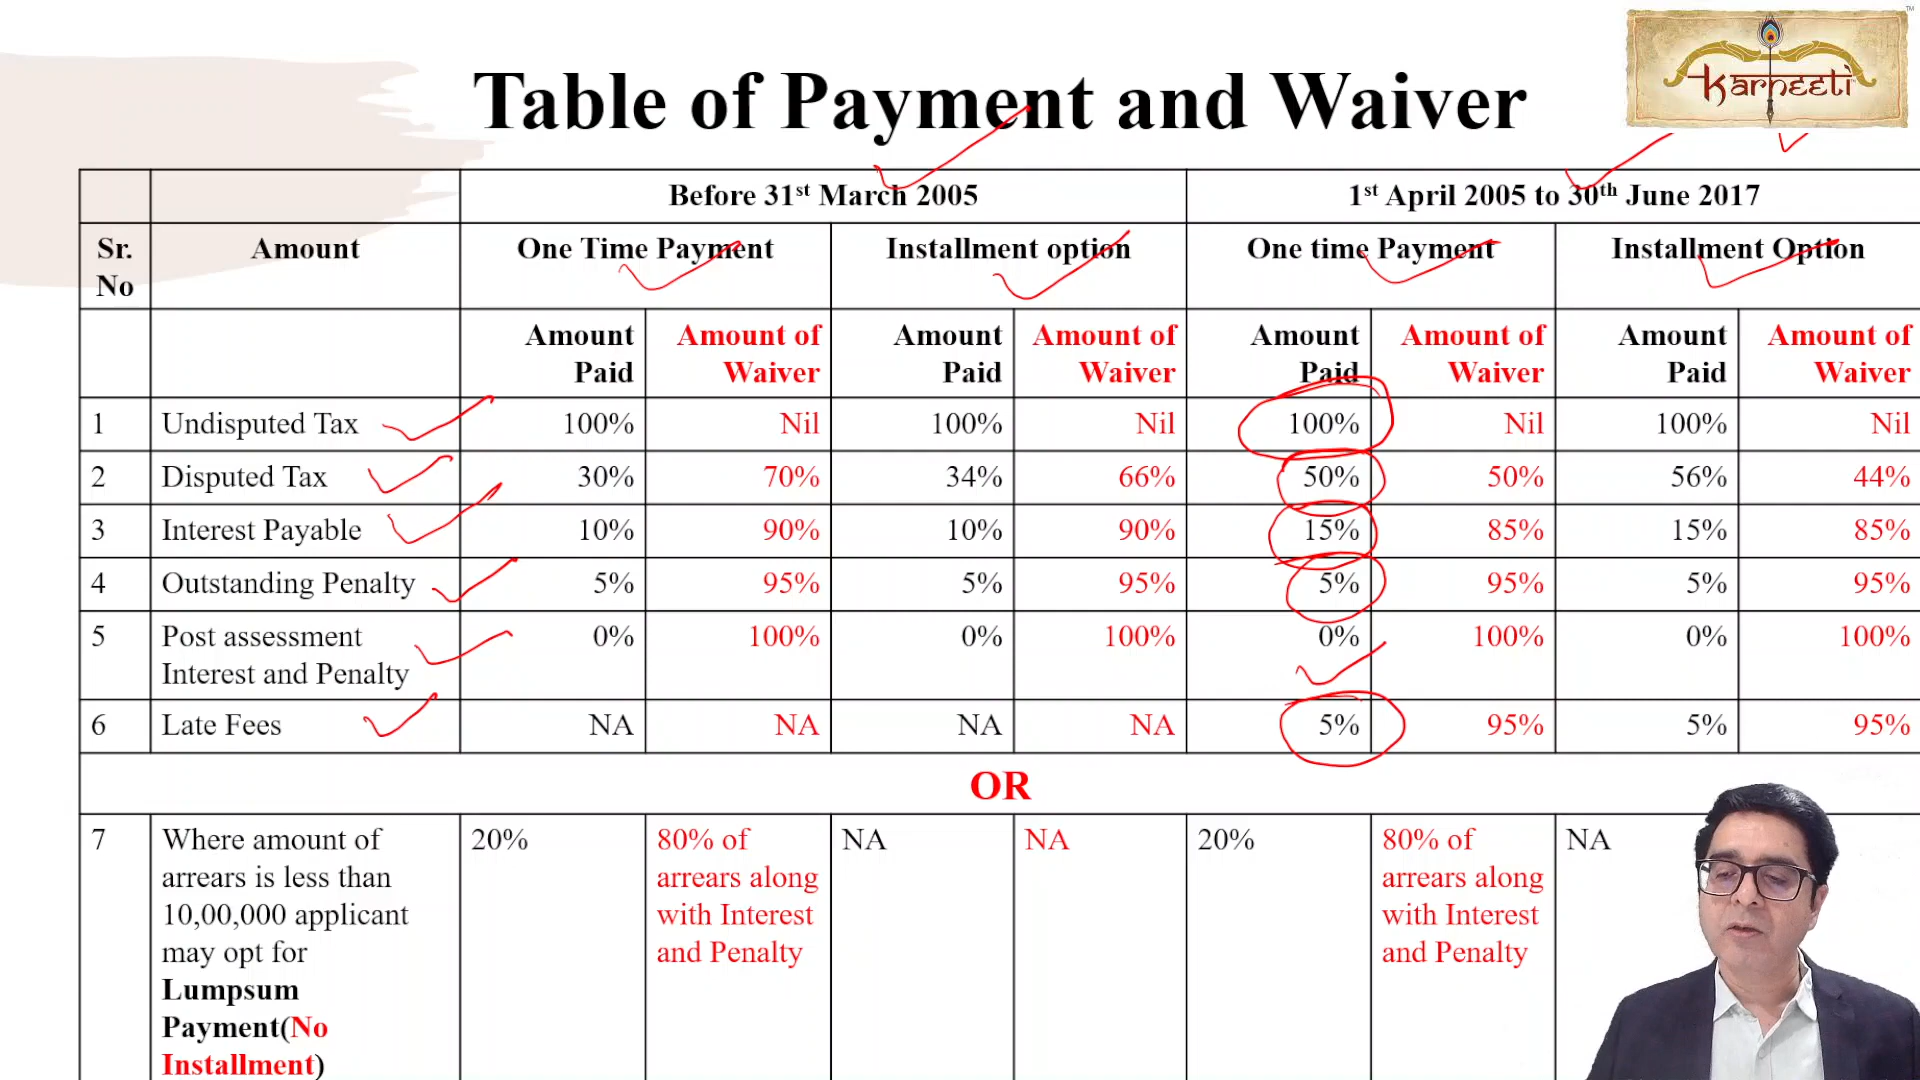 TM
Karneeti
Table of Payment and Waiver
Before 31st March 2005 1st April 2005 to 30th June 2017
Sr. No Amount One Time Payment Installment option One time Payment Installment Option
Amount Paid Amount of Waiver Amount Paid Amount of Waiver Amount Paid Amount of Waiver Amount Paid Amount of Waiver
1 Undisputed Tax 100% Nil 100% Nil 100% Nil 100% Nil
2 Disputed Tax 30% 70% 34% 66% 50% 50% 56% 44%
3 Interest Payable 10% 90% 10% 90% 15% 85% 15% 85%
4 Outstanding Penalty 5% 95% 5% 95% 5% 95% 5% 95%
5 Post assessment 0% 100% 0% 100% 0% 100% 0% 100%
Interest and Penalty
6 Late Fees NA NA NA NA 5% 95% 5% 95%
OR
7 Where amount of 20% 80% of NA NA 20% 80% of NA
arrears is less than arrears along arrears along
10,00,000 applicant with Interest with Interest
may opt for and Penalty and Penalty
Lumpsum
Payment(No
Installment)